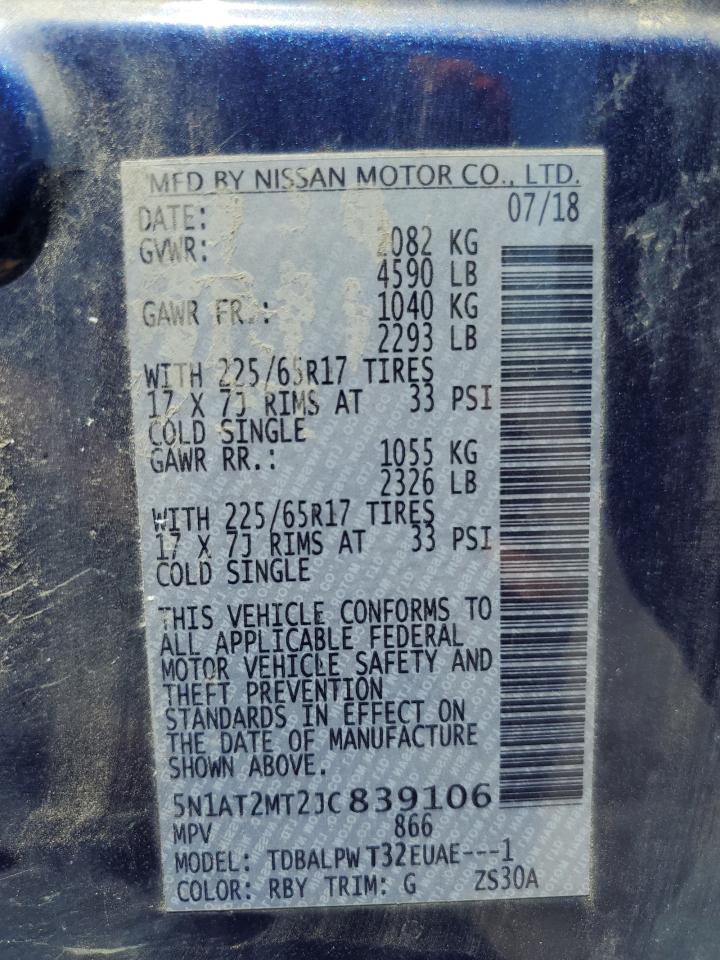 MFD BY NISSAN MOTOR CO., LTD.
DATE: 07/18
GVWR: 2082 KG
4590 LB
GAWR FR.: 1040 KG
2293 LB
WITH 225/65R17 TIRES
17 X 7J RIMS AT 33 PSI
COLD SINGLE
GAWR RR.: 1055 KG
2326 LB
WITH 225/65R17 TIRES
17 X 7J RIMS AT 33 PSI
COLD SINGLE
THIS VEHICLE CONFORMS TO
ALL APPLICABLE FEDERAL
MOTOR VEHICLE SAFETY AND
THEFT PREVENTION
STANDARDS IN EFFECT ON
THE DATE OF MANUFACTURE
SHOWN ABOVE.
5N1AT2MT2JC839106
MPV 866
MODEL: TDBALPWT32EUAE---1
COLOR: RBY TRIM: G ZS30A